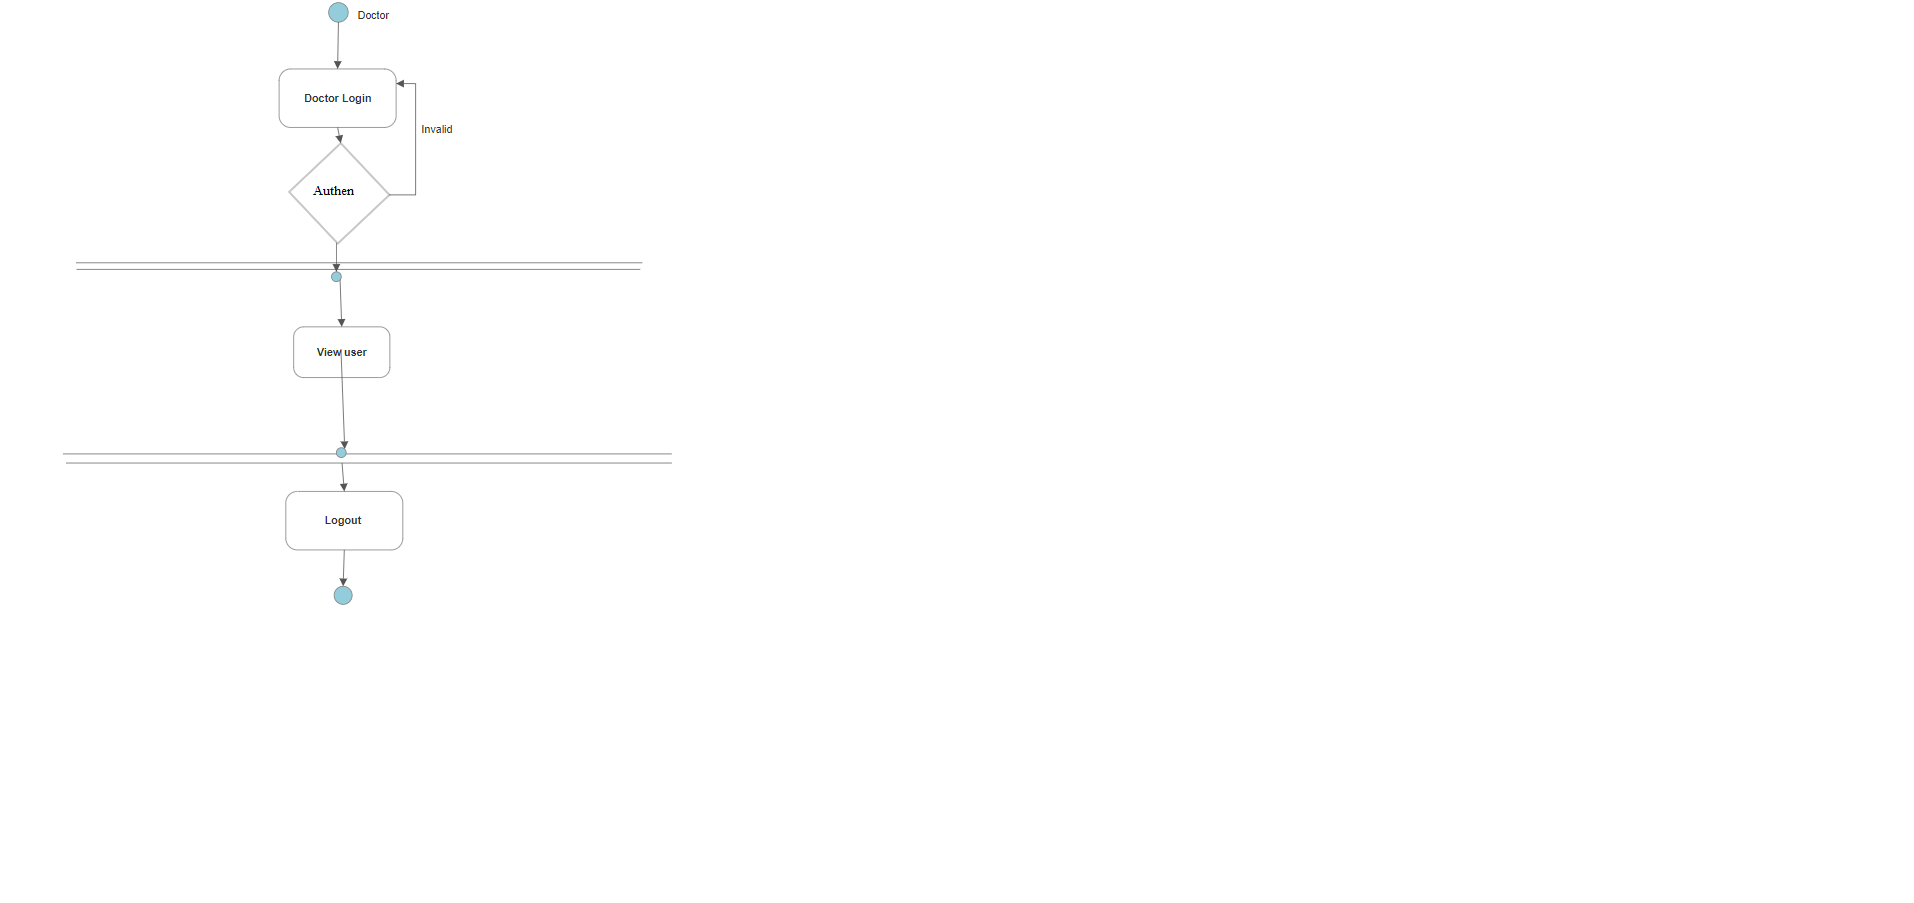 Doctor
Doctor Login
Invalid
Authen
View user
Logout